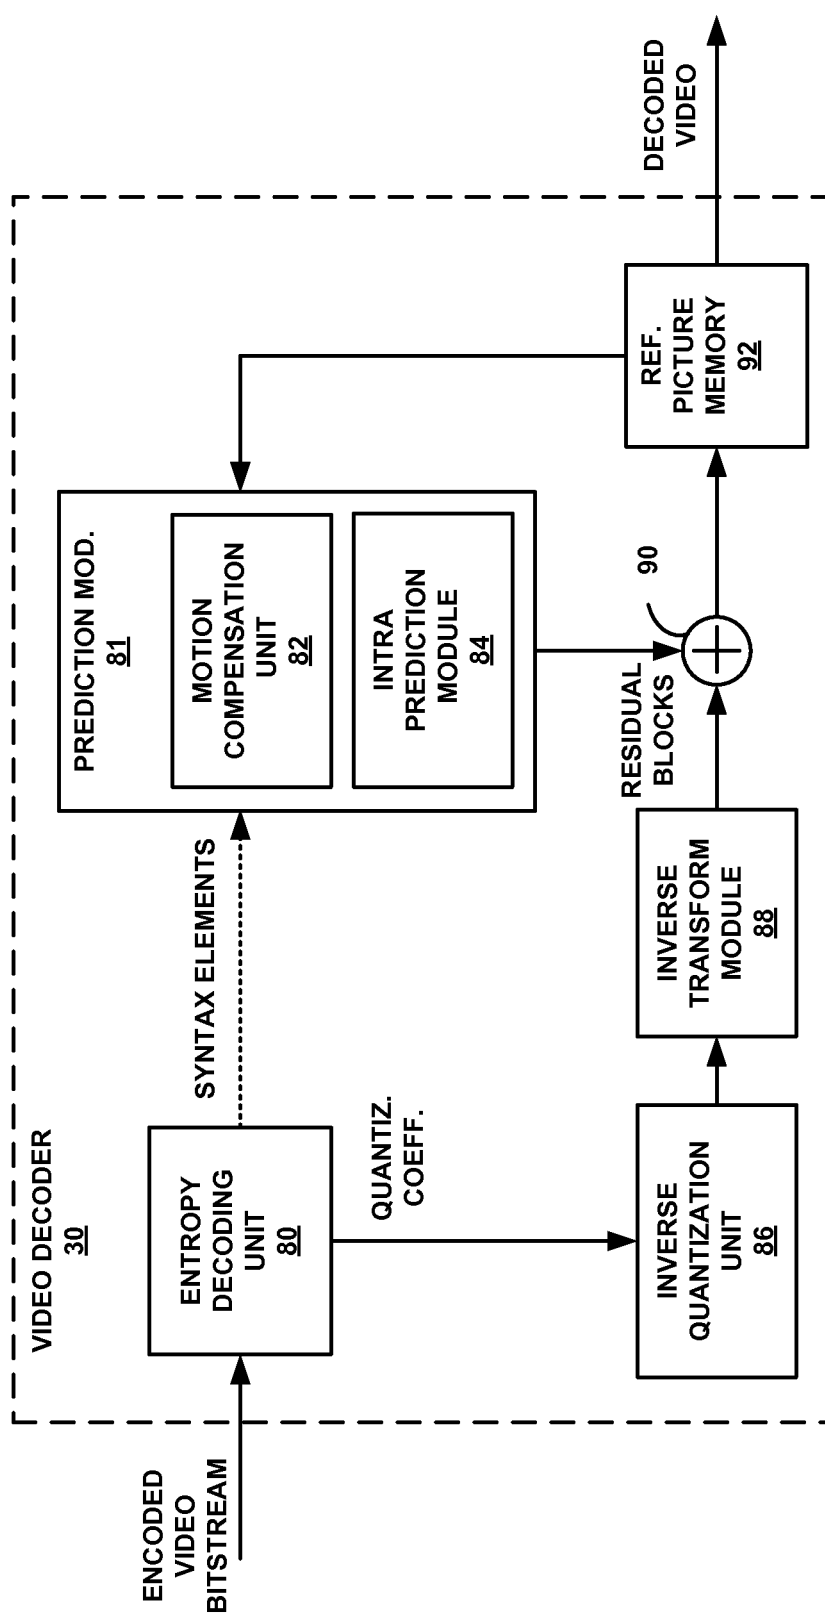 VIDEO DECODER
30
ENCODED
VIDEO
BITSTREAM
ENTROPY
DECODING
UNIT
80
SYNTAX ELEMENTS
QUANTIZ.
COEFF.
PREDICTION MOD.
81
MOTION
COMPENSATION
UNIT
82
INTRA
PREDICTION
MODULE
84
INVERSE
QUANTIZATION
UNIT
86
INVERSE
TRANSFORM
MODULE
88
RESIDUAL
BLOCKS
90
REF.
PICTURE
MEMORY
92
DECODED
VIDEO